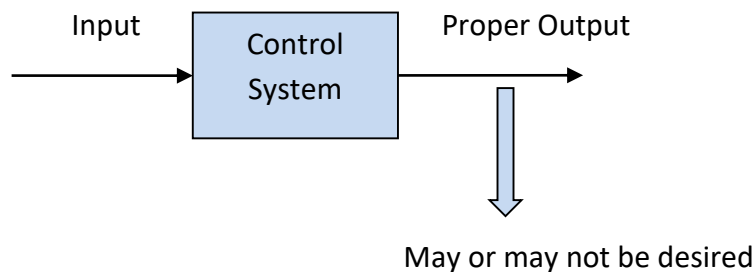 Input
Control
System
Proper Output
May or may not be desired